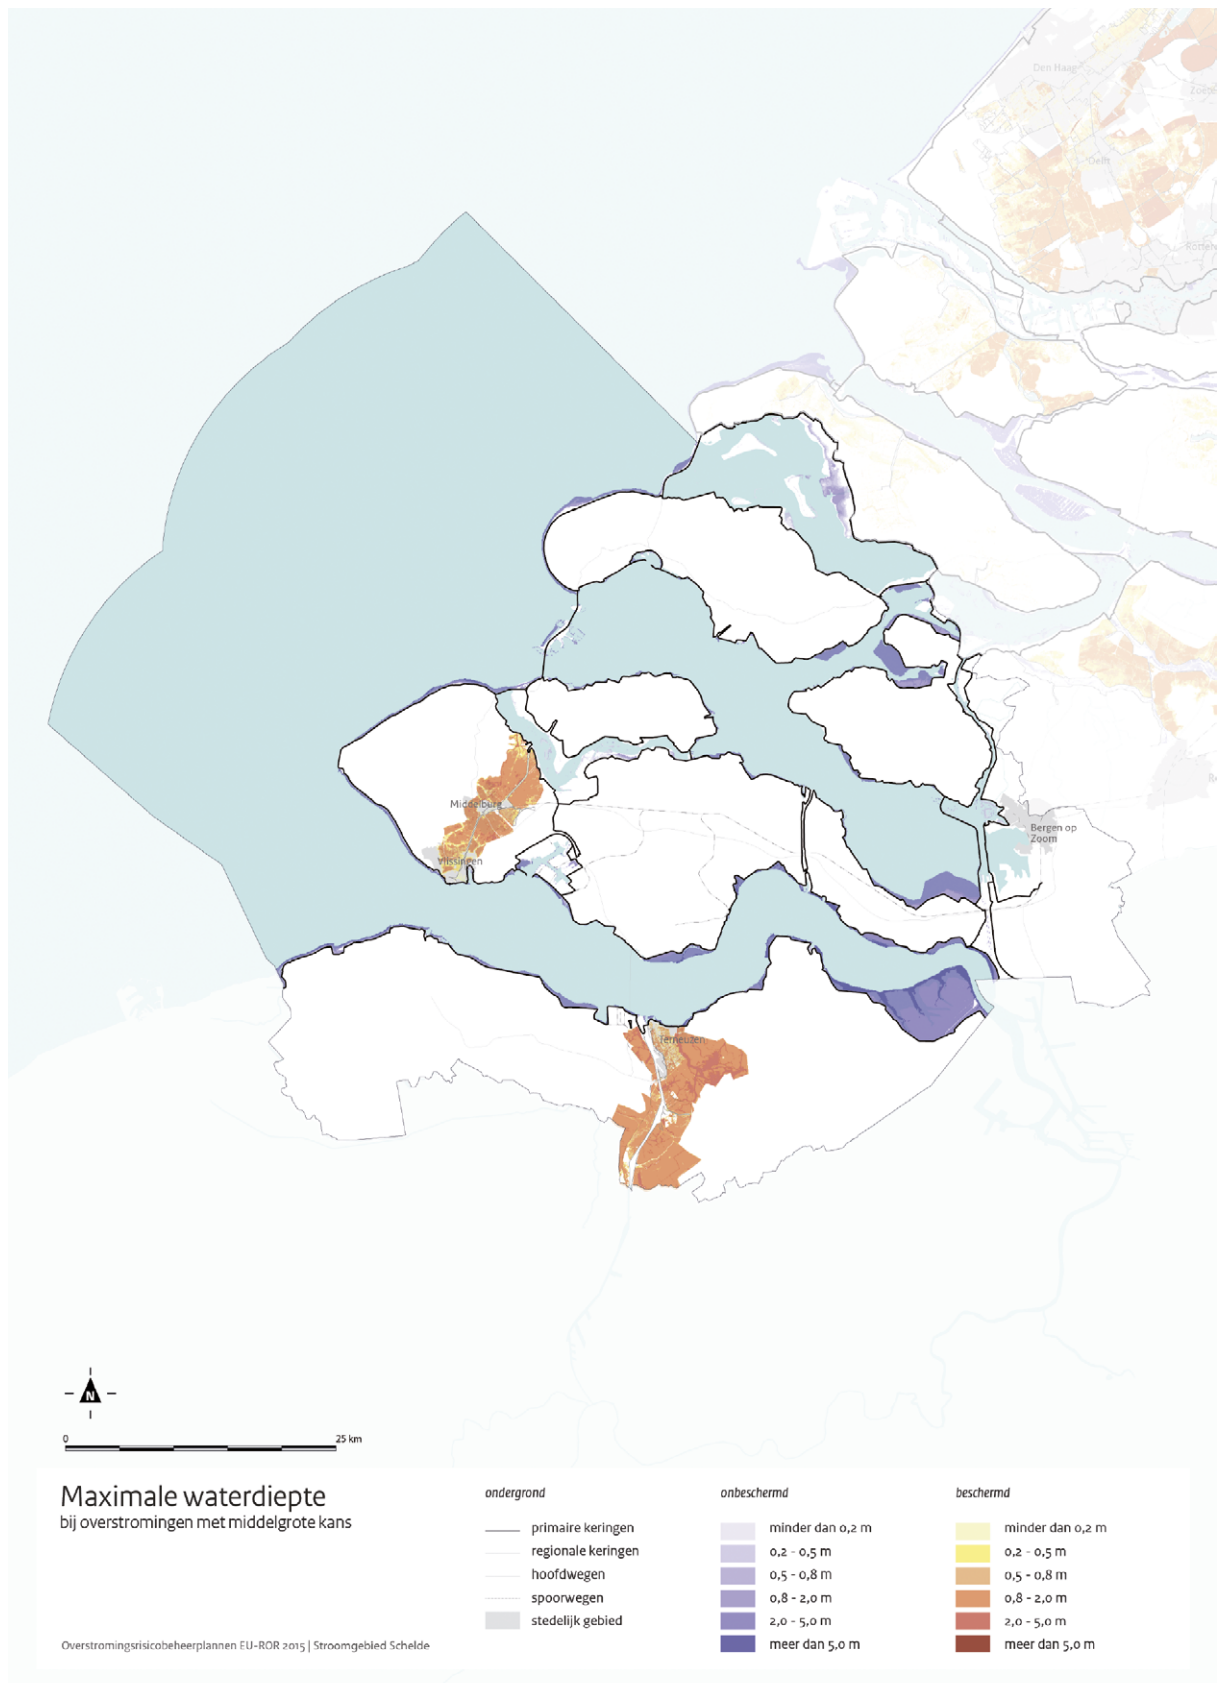 Den Haag
Delft
Middelburg
Vlissingen
Bergen op
Zoom
Terneuzen
N
0
25 km
Maximale waterdiepte
bij overstromingen met middelgrote kans
Overstromingsrisicobeheerplannen EU-ROR 2015 | Stroomgebied Schelde
ondergrond
primaire keringen
regionale keringen
hoofdwegen
spoorwegen
stedelijk gebied
onbeschermd
minder dan 0,2 m
0,2 - 0,5 m
0,5 - 0,8 m
0,8 - 2,0 m
2,0 - 5,0 m
meer dan 5,0 m
beschermd
minder dan 0,2 m
0,2 - 0,5 m
0,5 - 0,8 m
0,8 - 2,0 m
2,0 - 5,0 m
meer dan 5,0 m